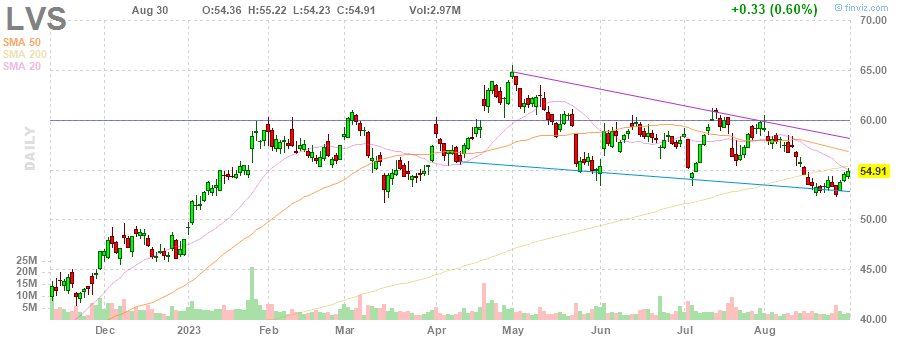 LVS
Aug 30 O:54.36 H:55.22 L:54.23 C:54.91 Vol:2.97M +0.33 (0.60%)
© finviz.com
SMA 50
SMA 200
SMA 20
DAILY
70.00
65.00
60.00
54.91
50.00
45.00
40.00
25M
20M
15M
10M
5M
Dec 2023 Feb Mar Apr May Jun Jul Aug